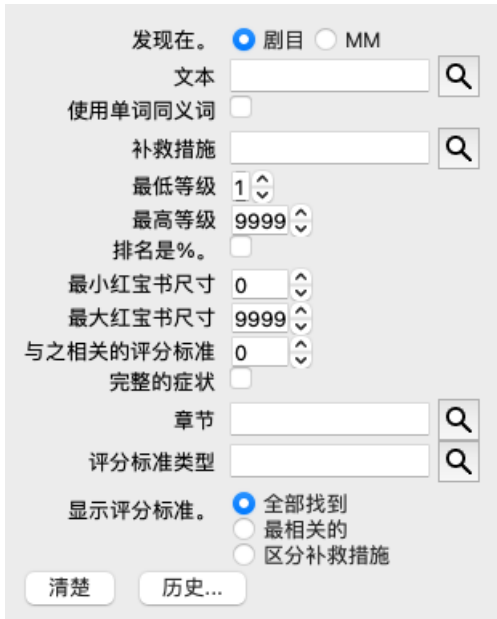 发现在。 剧目 MM
文本
使用单词同义词
补救措施
最低等级 1
最高等级 9999
排名是%。
最小红宝书尺寸 0
最大红宝书尺寸 9999
与之相关的评分标准 0
完整的症状
章节
评分标准类型
显示评分标准。 全部找到
最相关的
区分补救措施
清楚 历史...